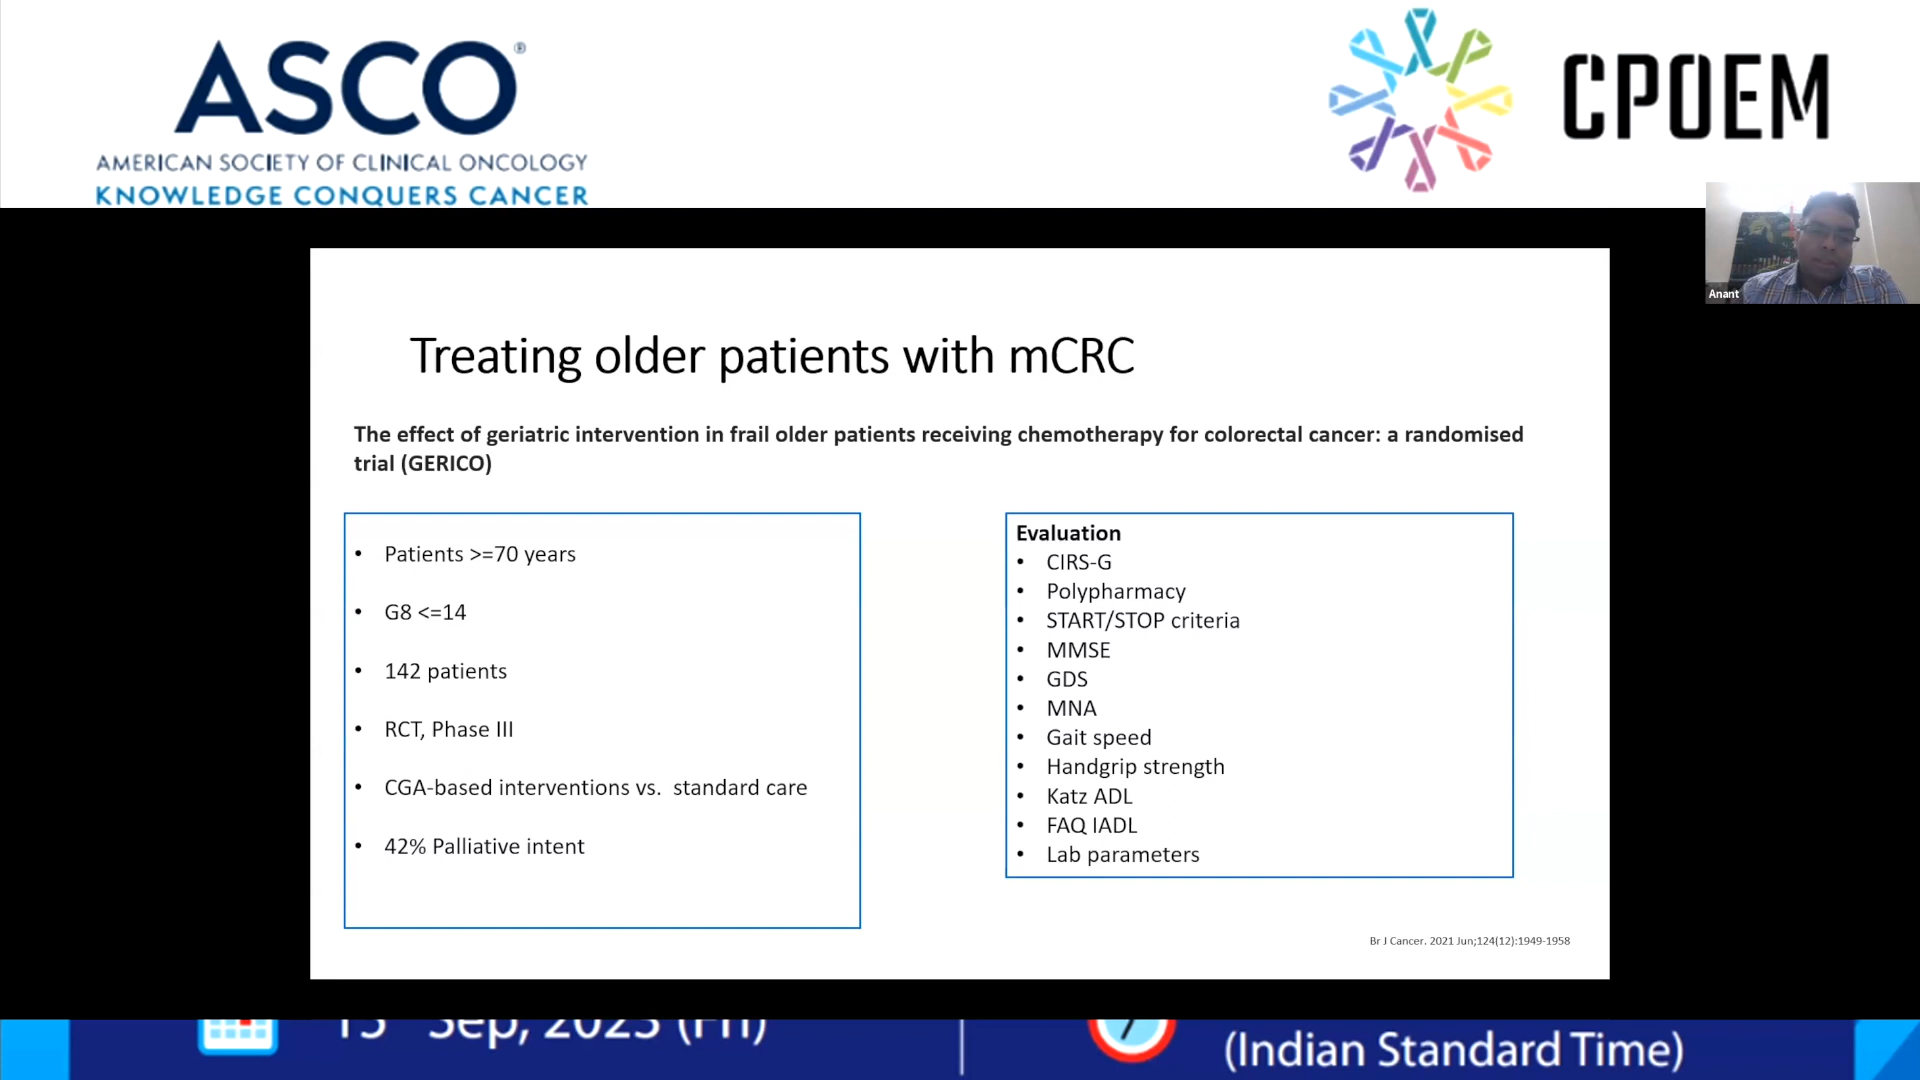 ASCO®
AMERICAN SOCIETY OF CLINICAL ONCOLOGY
KNOWLEDGE CONQUERS CANCER
CPOEM
Anant
Treating older patients with mCRC
The effect of geriatric intervention in frail older patients receiving chemotherapy for colorectal cancer: a randomised
trial (GERICO)
• Patients >=70 years
• G8 <=14
• 142 patients
• RCT, Phase III
• CGA-based interventions vs. standard care
• 42% Palliative intent
Evaluation
• CIRS-G
• Polypharmacy
• START/STOP criteria
• MMSE
• GDS
• MNA
• Gait speed
• Handgrip strength
• Katz ADL
• FAQ IADL
• Lab parameters
Br J Cancer. 2021 Jun;124(12):1949-1958
15 Sep, 2023 (Fri)
(Indian Standard Time)